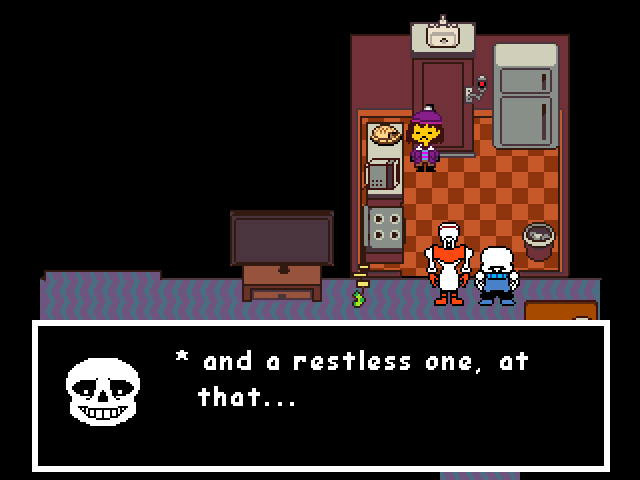 * and a restless one, at
that...